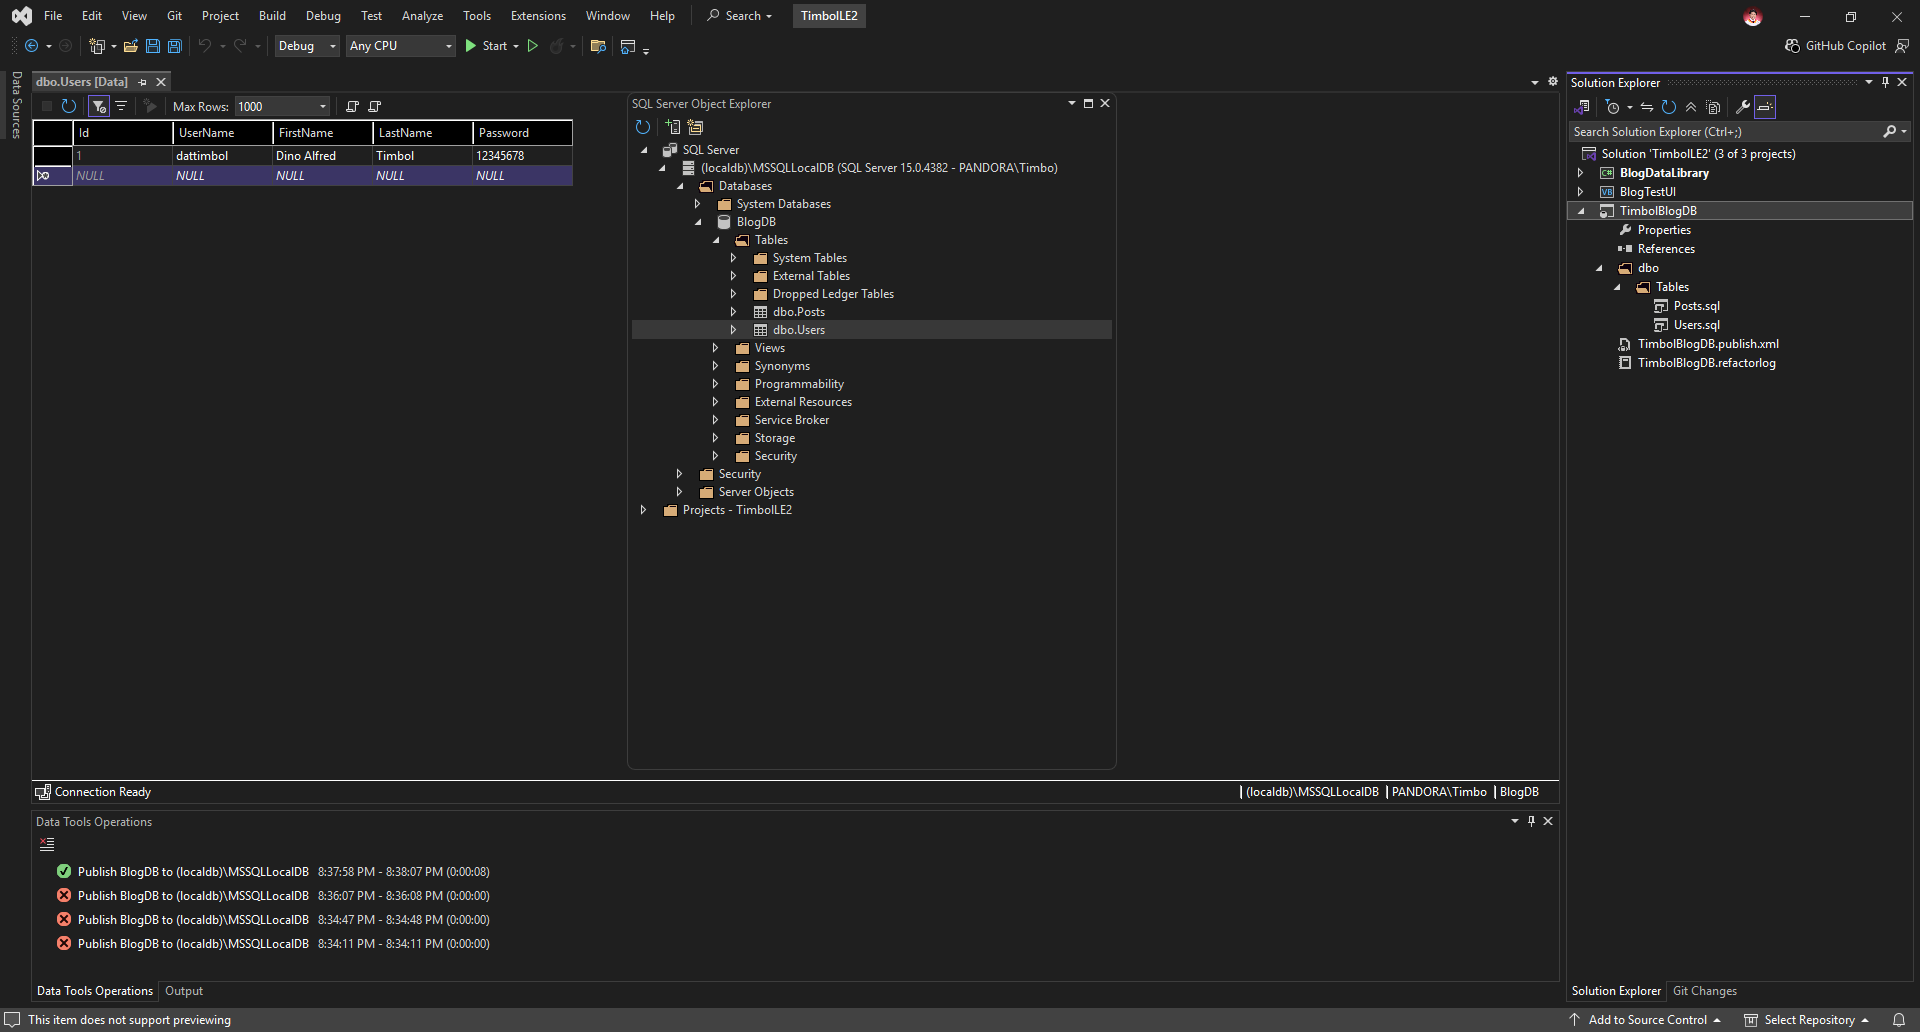 File Edit View Git Project Build Debug Test Analyze Tools Extensions Window Help Search TimbolLE2
Debug Any CPU Start GitHub Copilot
Data Sources
dbo.Users [Data]
Max Rows: 1000
Id UserName FirstName LastName Password
1 dattimbol Dino Alfred Timbol 12345678
NULL NULL NULL NULL NULL
SQL Server Object Explorer
SQL Server
(localdb)\MSSQLLocalDB (SQL Server 15.0.4382 - PANDORA\Timbo)
Databases
System Databases
BlogDB
Tables
System Tables
External Tables
Dropped Ledger Tables
dbo.Posts
dbo.Users
Views
Synonyms
Programmability
External Resources
Service Broker
Storage
Security
Security
Server Objects
Projects - TimbolLE2
Connection Ready
(localdb)\MSSQLLocalDB PANDORA\Timbo BlogDB
Data Tools Operations
Publish BlogDB to (localdb)\MSSQLLocalDB 8:37:58 PM - 8:38:07 PM (0:00:08)
Publish BlogDB to (localdb)\MSSQLLocalDB 8:36:07 PM - 8:36:08 PM (0:00:00)
Publish BlogDB to (localdb)\MSSQLLocalDB 8:34:47 PM - 8:34:48 PM (0:00:00)
Publish BlogDB to (localdb)\MSSQLLocalDB 8:34:11 PM - 8:34:11 PM (0:00:00)
Data Tools Operations Output
Solution Explorer
Search Solution Explorer (Ctrl+;)
Solution 'TimbolLE2' (3 of 3 projects)
C# BlogDataLibrary
VB BlogTestUI
TimbolBlogDB
Properties
References
dbo
Tables
Posts.sql
Users.sql
TimbolBlogDB.publish.xml
TimbolBlogDB.refactorlog
Solution Explorer Git Changes
This item does not support previewing
Add to Source Control Select Repository